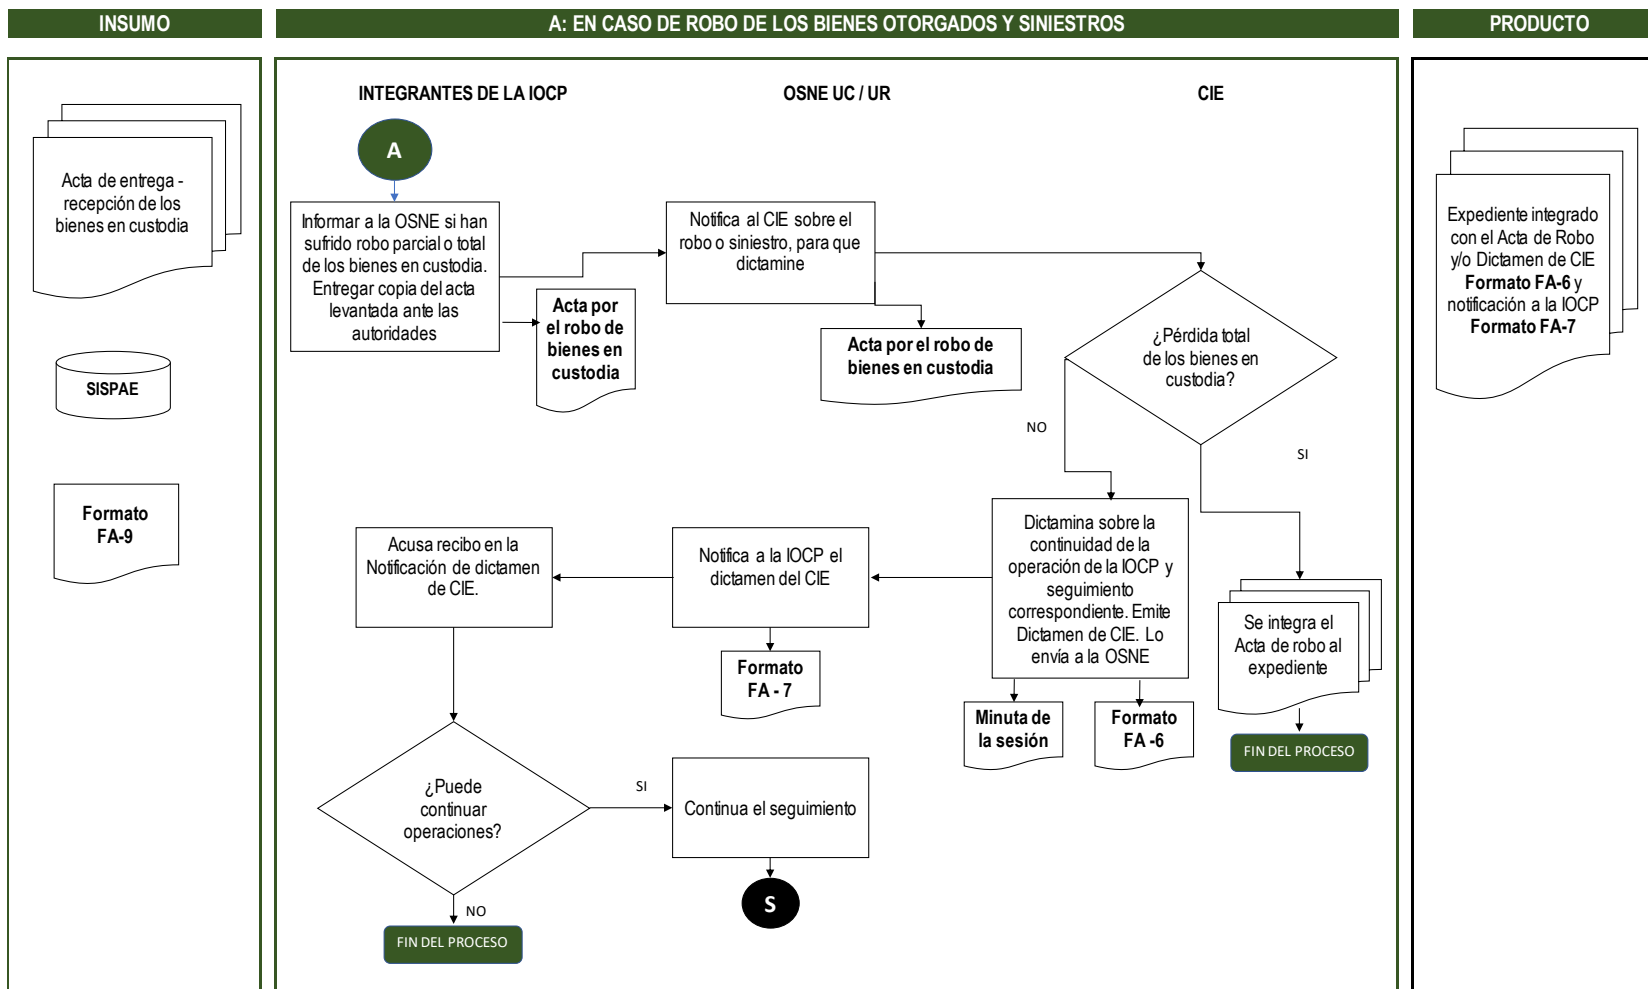 INSUMO
A: EN CASO DE ROBO DE LOS BIENES OTORGADOS Y SINIESTROS
PRODUCTO
Acta de entrega -
recepción de los
bienes en custodia
SISPAE
Formato
FA-9
INTEGRANTES DE LA IOCP
OSNE UC / UR
CIE
A
Informar a la OSNE si han
sufrido robo parcial o total
de los bienes en custodia.
Entregar copia del acta
levantada ante las
autoridades
Acta por
el robo de
bienes en
custodia
Notifica al CIE sobre el
robo o siniestro, para que
dictamine
Acta por el robo de
bienes en custodia
¿Pérdida total
de los bienes en
custodia?
NO
SI
Dictamina sobre la
continuidad de la
operación de la IOCP y
seguimiento
correspondiente. Emite
Dictamen de CIE. Lo
envía a la OSNE
Minuta de
la sesión
Formato
FA -6
Se integra el
Acta de robo al
expediente
FIN DEL PROCESO
Notifica a la IOCP el
dictamen del CIE
Formato
FA - 7
Acusa recibo en la
Notificación de dictamen
de CIE.
¿Puede
continuar
operaciones?
SI
Continua el seguimiento
S
NO
FIN DEL PROCESO
Expediente integrado
con el Acta de Robo
y/o Dictamen de CIE
Formato FA-6 y
notificación a la IOCP
Formato FA-7